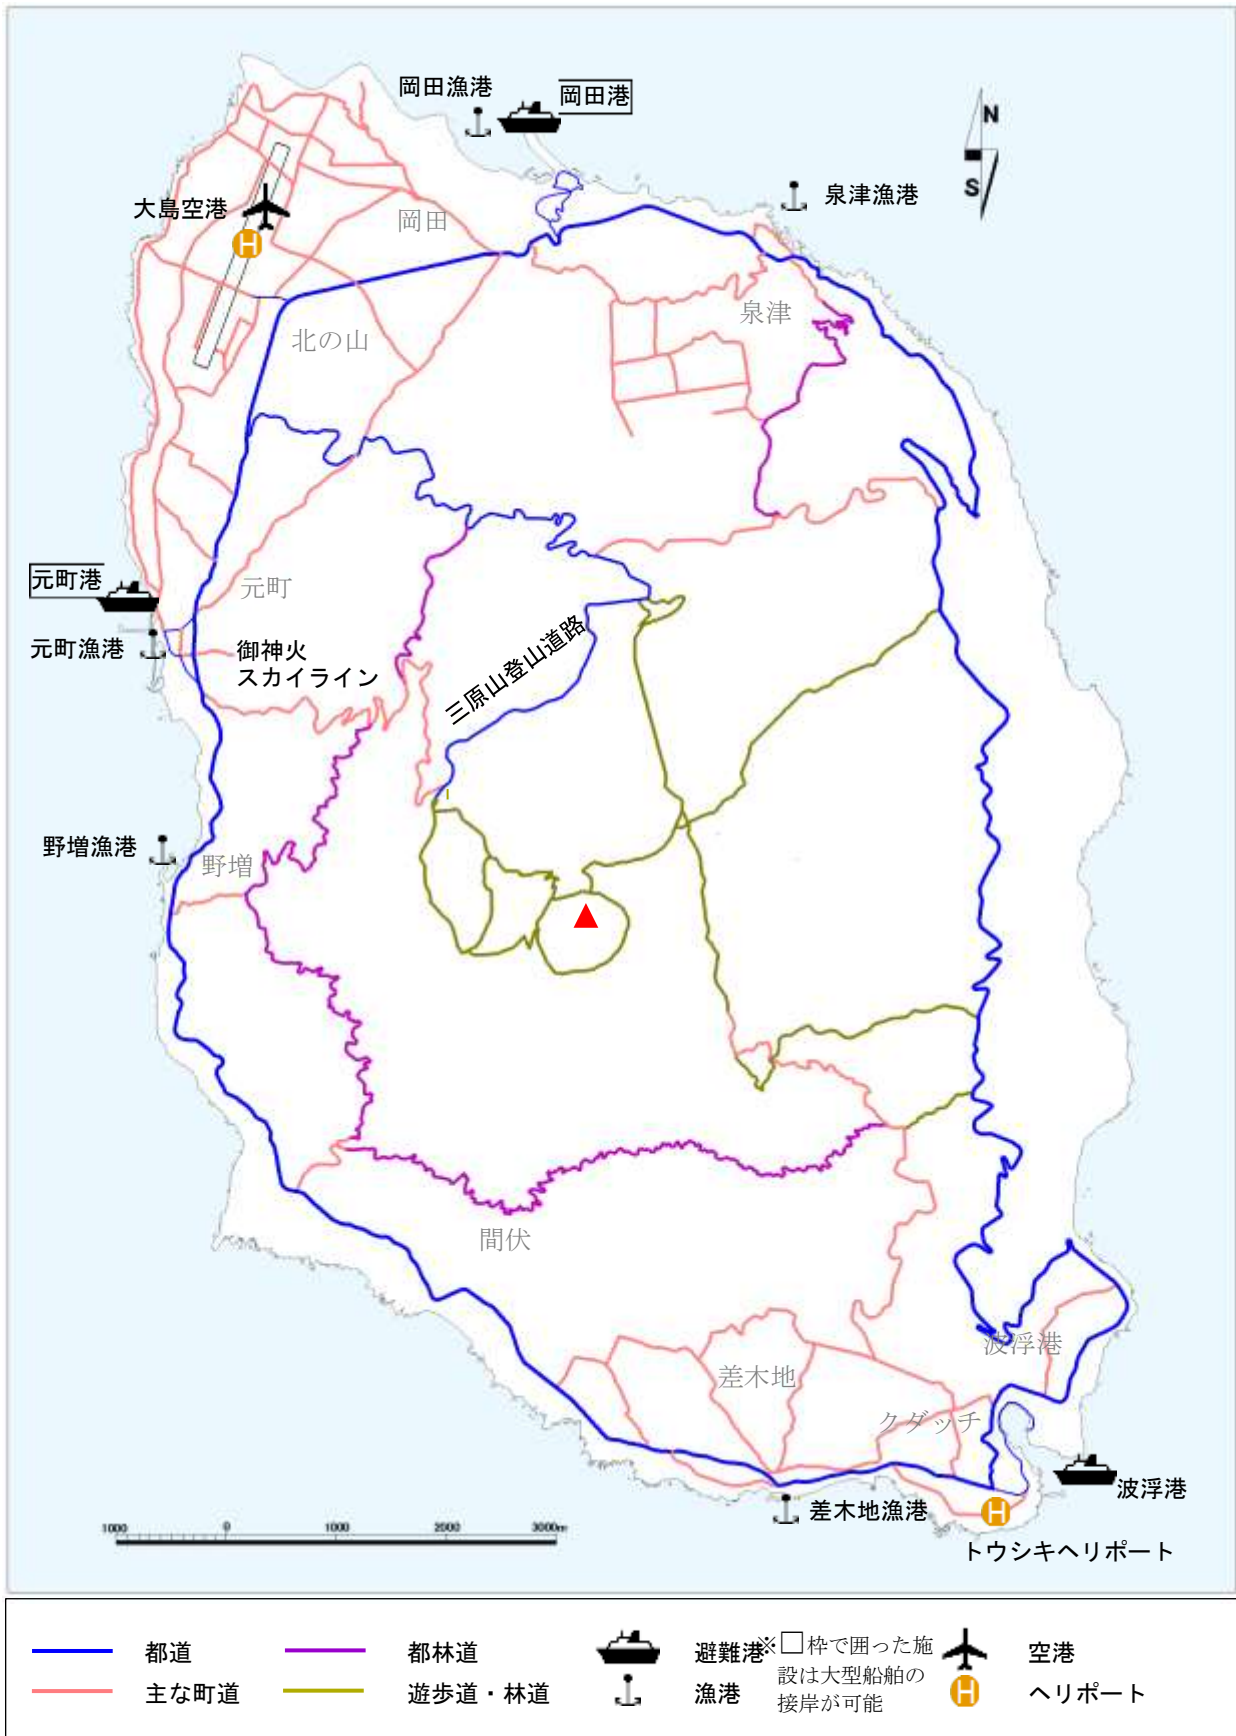 岡田漁港
岡田港
N
S
泉津漁港
大島空港
H
岡田
泉津
北の山
元町港
元町
元町漁港
御神火
スカイライン
三原山登山道路
野増漁港
野増
間伏
波浮港
差木地
クダッチ
波浮港
差木地漁港
H
トウシキヘリポート
1000 0 1000 2000 3000m
都道
都林道
避難港
※□枠で囲った施
設は大型船舶の
接岸が可能
空港
主な町道
遊歩道・林道
漁港
H
ヘリポート